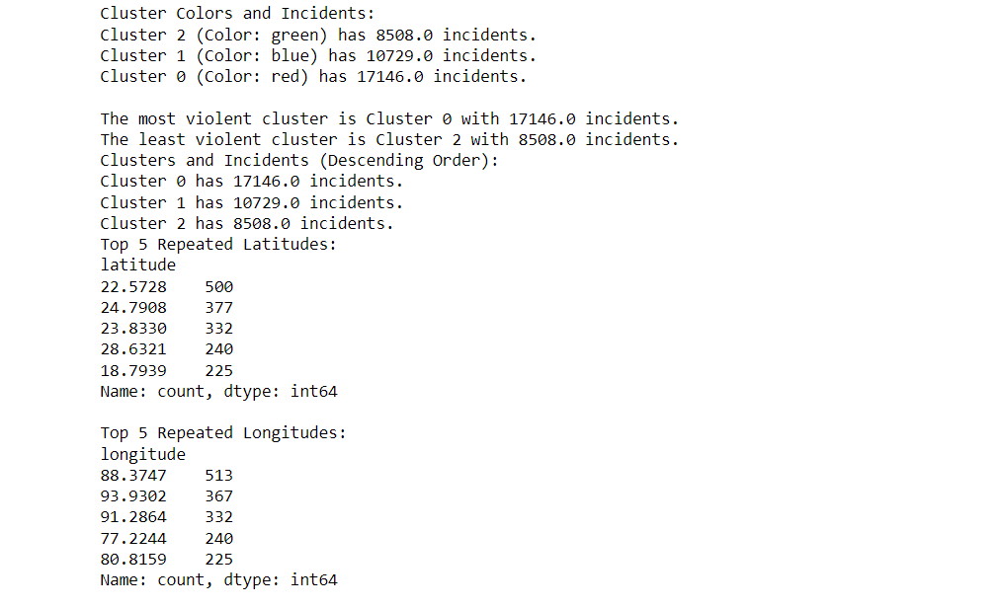 Cluster Colors and Incidents:
Cluster 2 (Color: green) has 8508.0 incidents.
Cluster 1 (Color: blue) has 10729.0 incidents.
Cluster 0 (Color: red) has 17146.0 incidents.
The most violent cluster is Cluster 0 with 17146.0 incidents.
The least violent cluster is Cluster 2 with 8508.0 incidents.
Clusters and Incidents (Descending Order):
Cluster 0 has 17146.0 incidents.
Cluster 1 has 10729.0 incidents.
Cluster 2 has 8508.0 incidents.
Top 5 Repeated Latitudes:
latitude
22.5728    500
24.7908    377
23.8330    332
28.6321    240
18.7939    225
Name: count, dtype: int64
Top 5 Repeated Longitudes:
longitude
88.3747    513
93.9302    367
91.2864    332
77.2244    240
80.8159    225
Name: count, dtype: int64